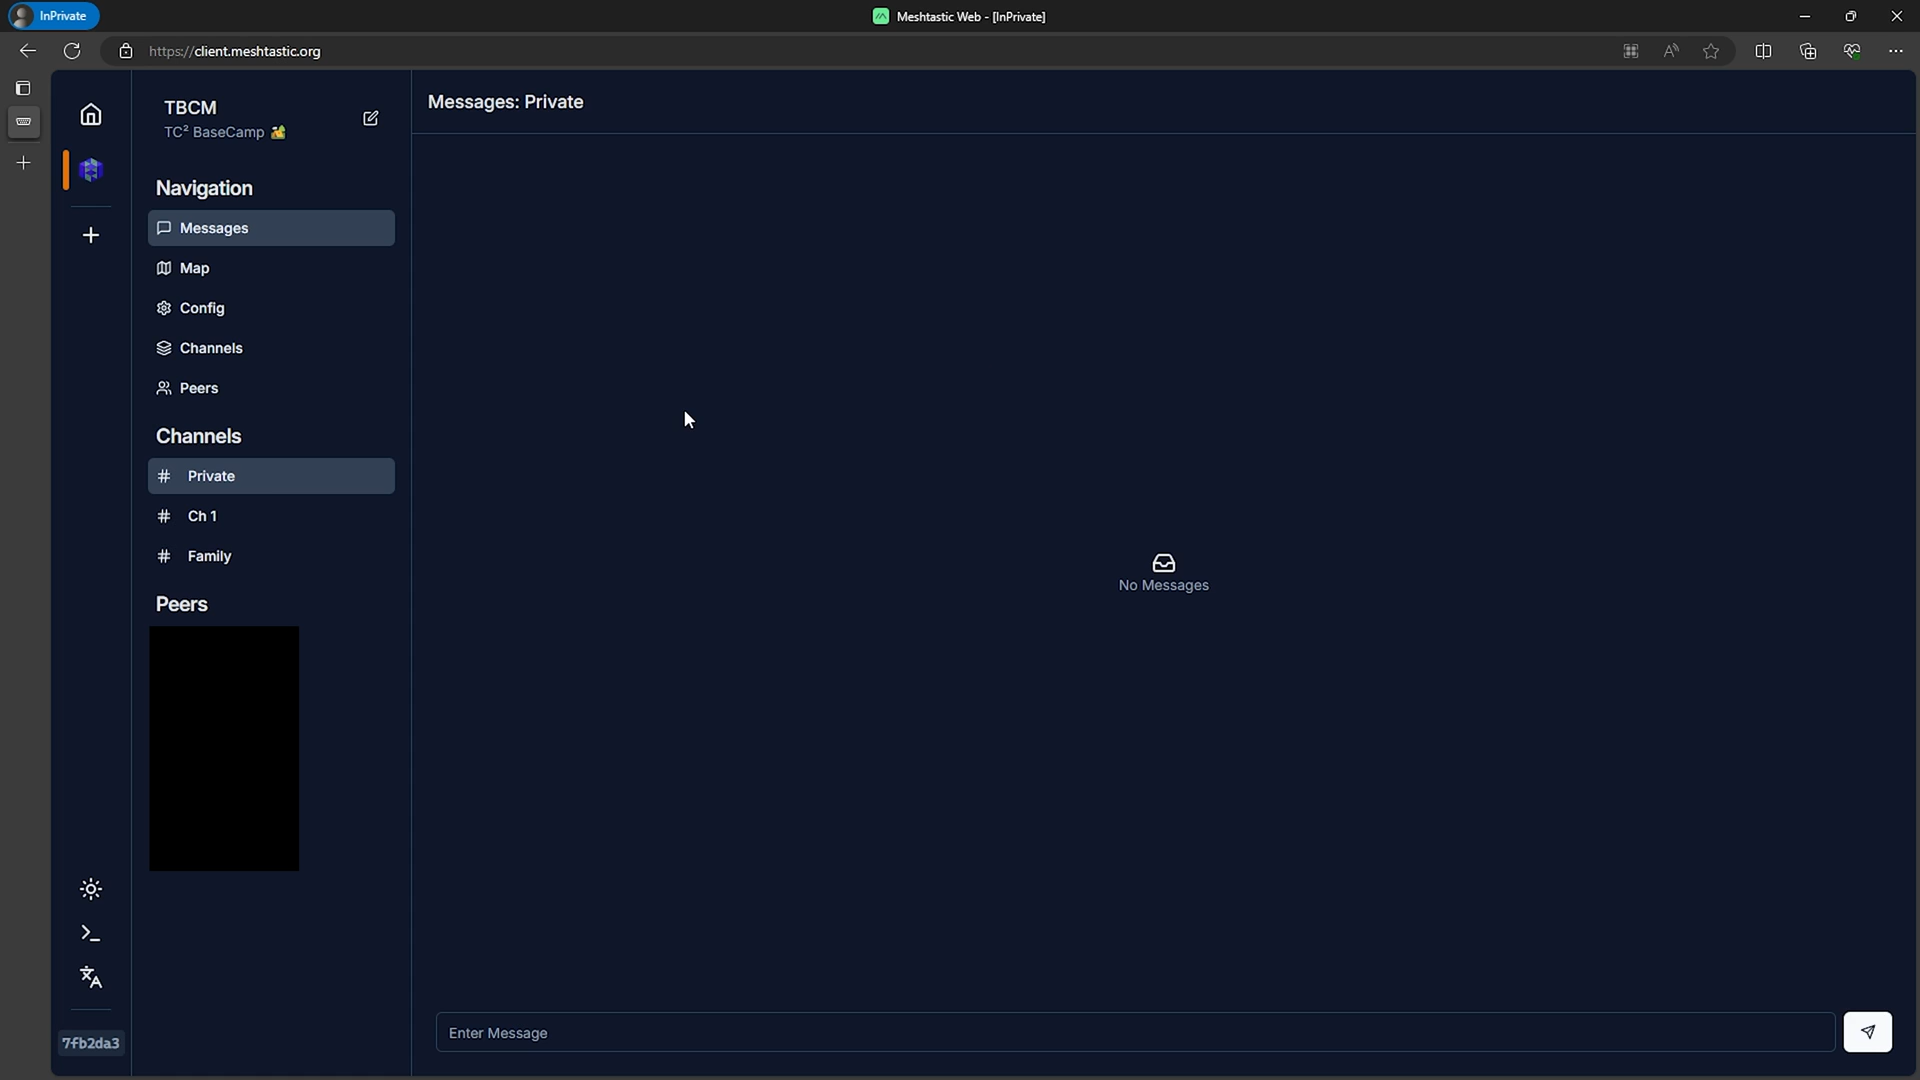 InPrivate
Meshtastic Web - [InPrivate]
https://client.meshtastic.org
TBCM
TC² BaseCamp 🏕️
Navigation
Messages
Map
Config
Channels
Peers
Channels
# Private
# Ch 1
# Family
Peers
7fb2da3
Messages: Private
No Messages
Enter Message